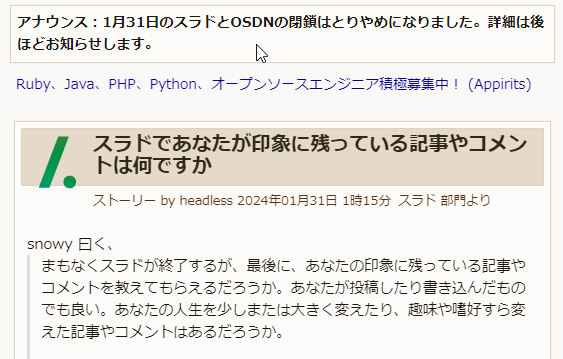 アナウンス：1月31日のスラドとOSDNの閉鎖はとりやめになりました。詳細は後
ほどお知らせします。
Ruby、Java、PHP、Python、オープンソースエンジニア積極募集中！ (Appirits)
スラドであなたが印象に残っている記事やコメン
トは何ですか
ストーリー by headless 2024年01月31日 1時15分 スラド 部門より
snowy 曰く、
まもなくスラドが終了するが、最後に、あなたの印象に残っている記事や
コメントを教えてもらえるだろうか。あなたが投稿したり書き込んだもの
でも良い。あなたの人生を少しまたは大きく変えたり、趣味や嗜好すら変
えた記事やコメントはあるだろうか。